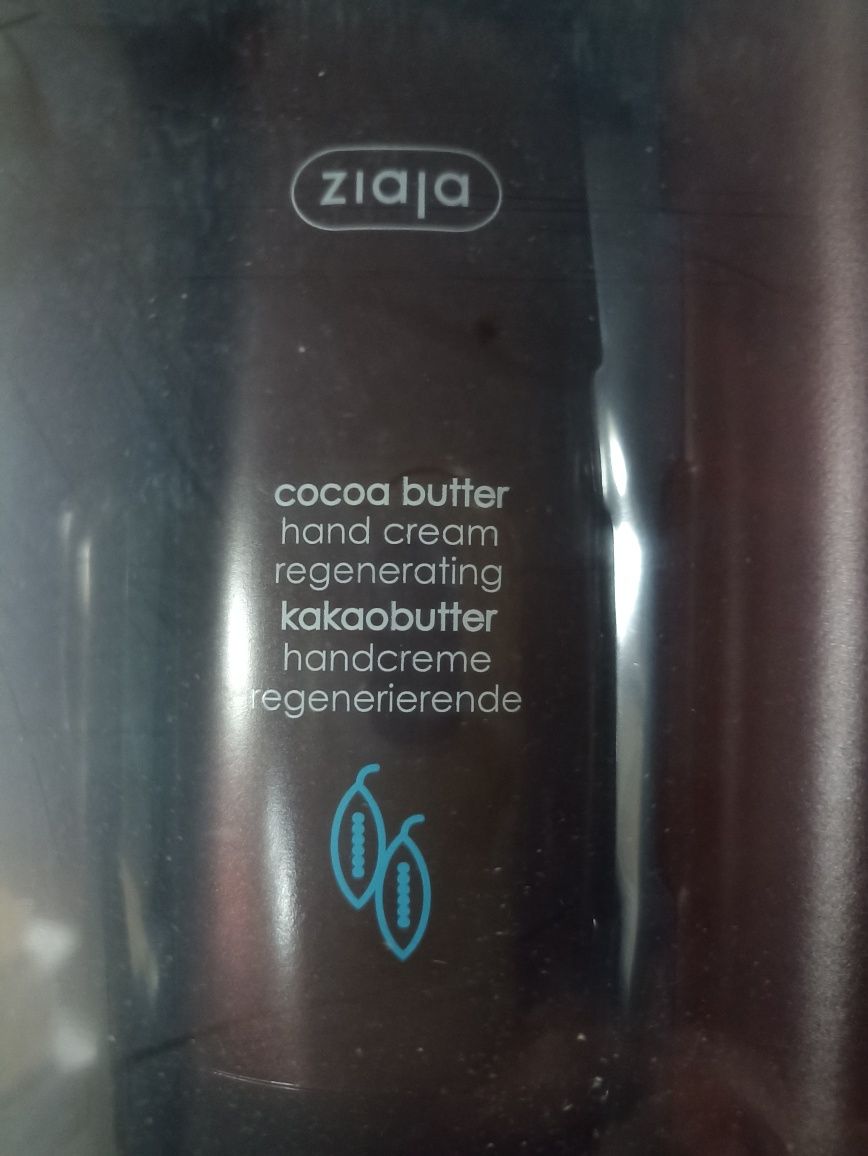 ziaja
cocoa butter
hand cream
regenerating
kakaobutter
handcreme
regenerierende